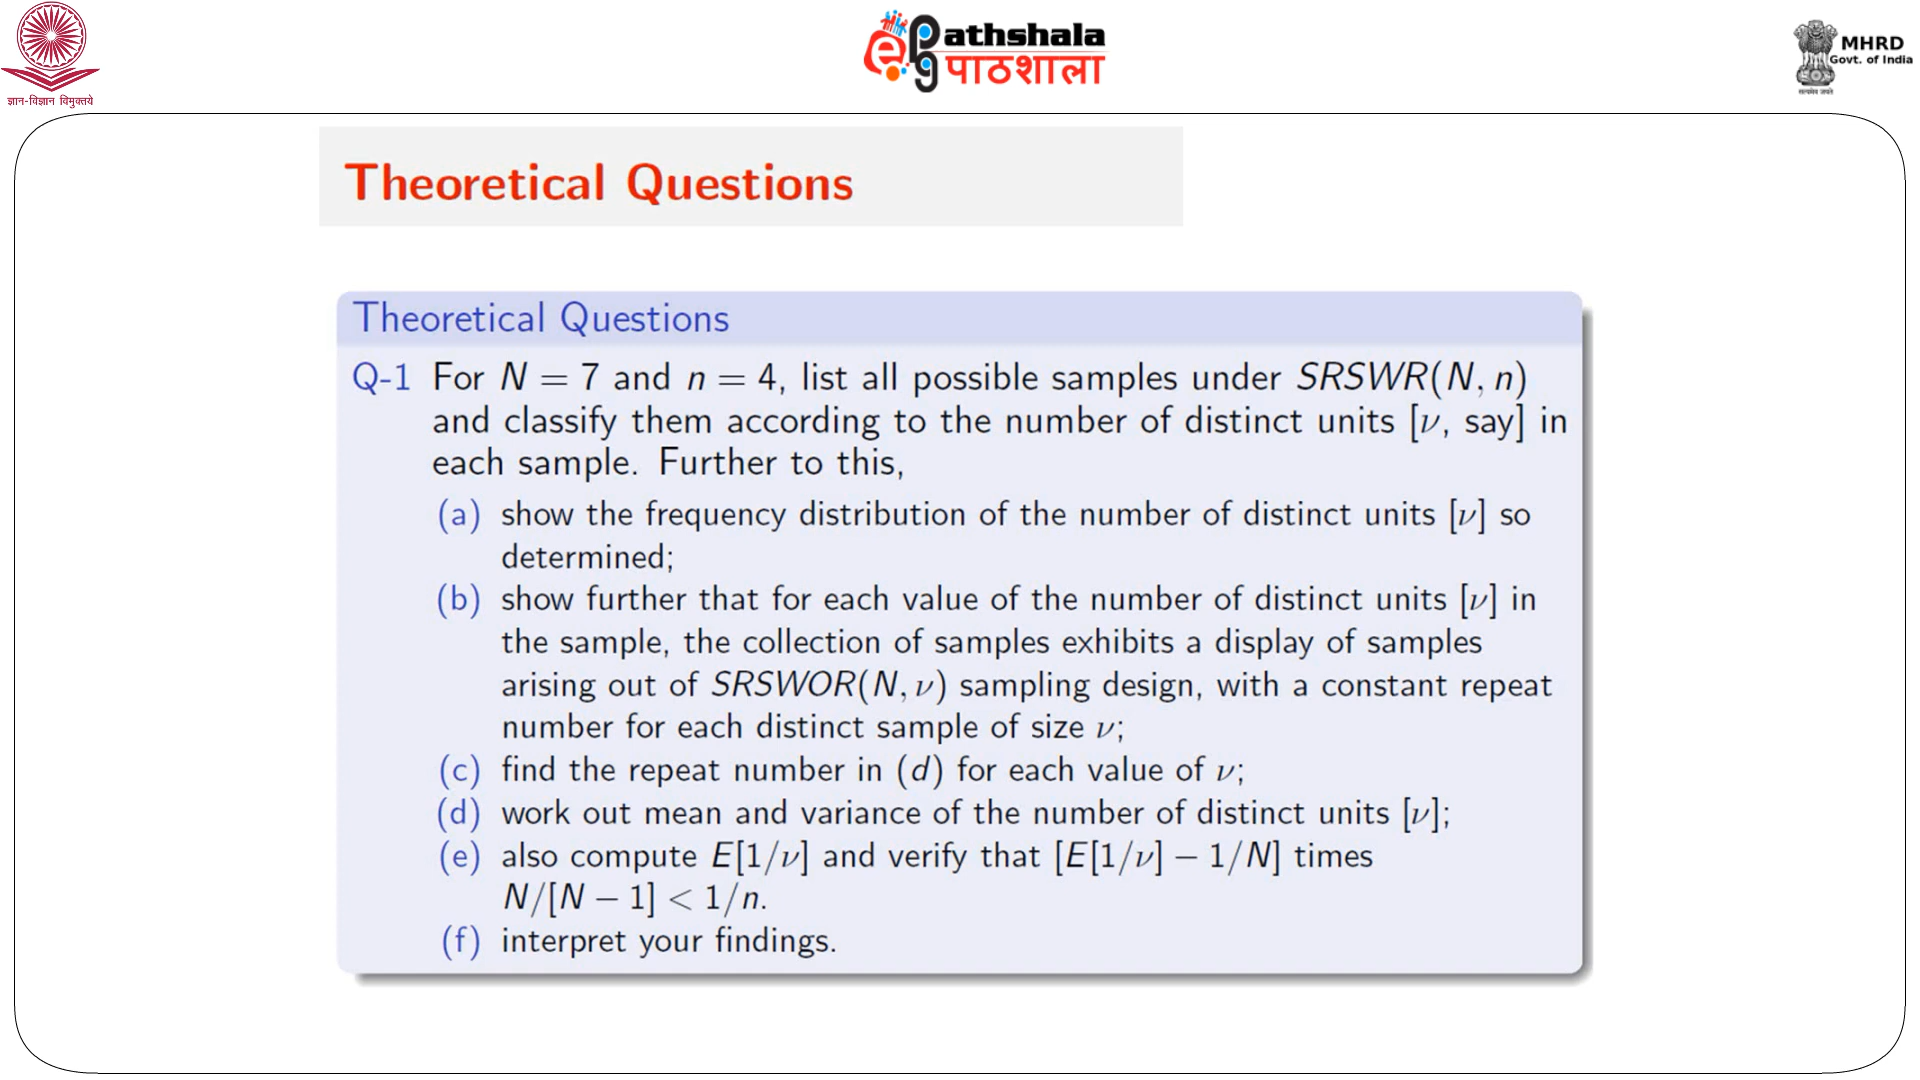 ज्ञान-विज्ञान विमुक्तये
e PG athshala
पाठशाला
MHRD
Govt. of India
सत्यमेव जयते
Theoretical Questions
Theoretical Questions
Q-1 For N = 7 and n = 4, list all possible samples under SRSWR(N, n)
and classify them according to the number of distinct units [ν, say] in
each sample. Further to this,
(a) show the frequency distribution of the number of distinct units [ν] so
determined;
(b) show further that for each value of the number of distinct units [ν] in
the sample, the collection of samples exhibits a display of samples
arising out of SRSWOR(N, ν) sampling design, with a constant repeat
number for each distinct sample of size ν;
(c) find the repeat number in (d) for each value of ν;
(d) work out mean and variance of the number of distinct units [ν];
(e) also compute E[1/ν] and verify that [E[1/ν] − 1/N] times
N/[N − 1] < 1/n.
(f) interpret your findings.